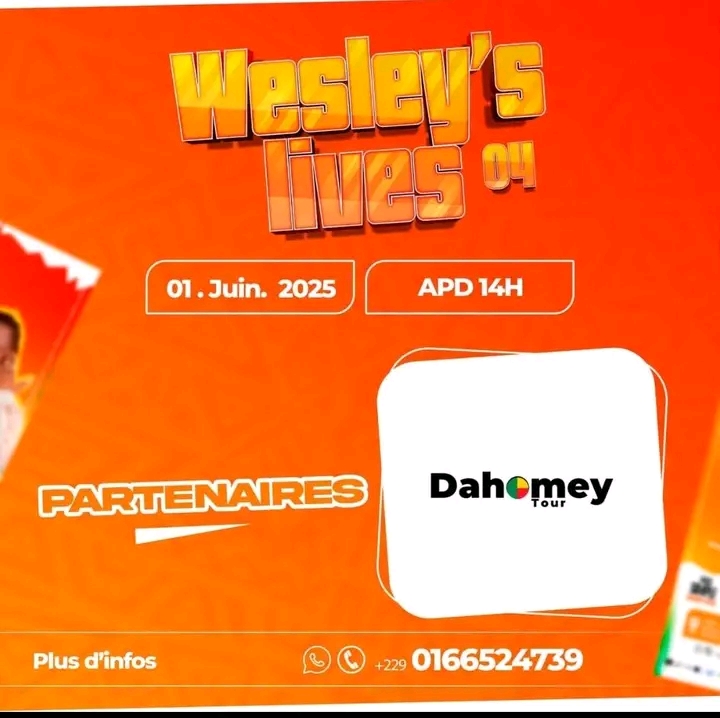 Wesley's
lives 04
01 . Juin. 2025
APD 14H
PARTENAIRES
Dahomey
Tour
Plus d'infos
+229 0166524739